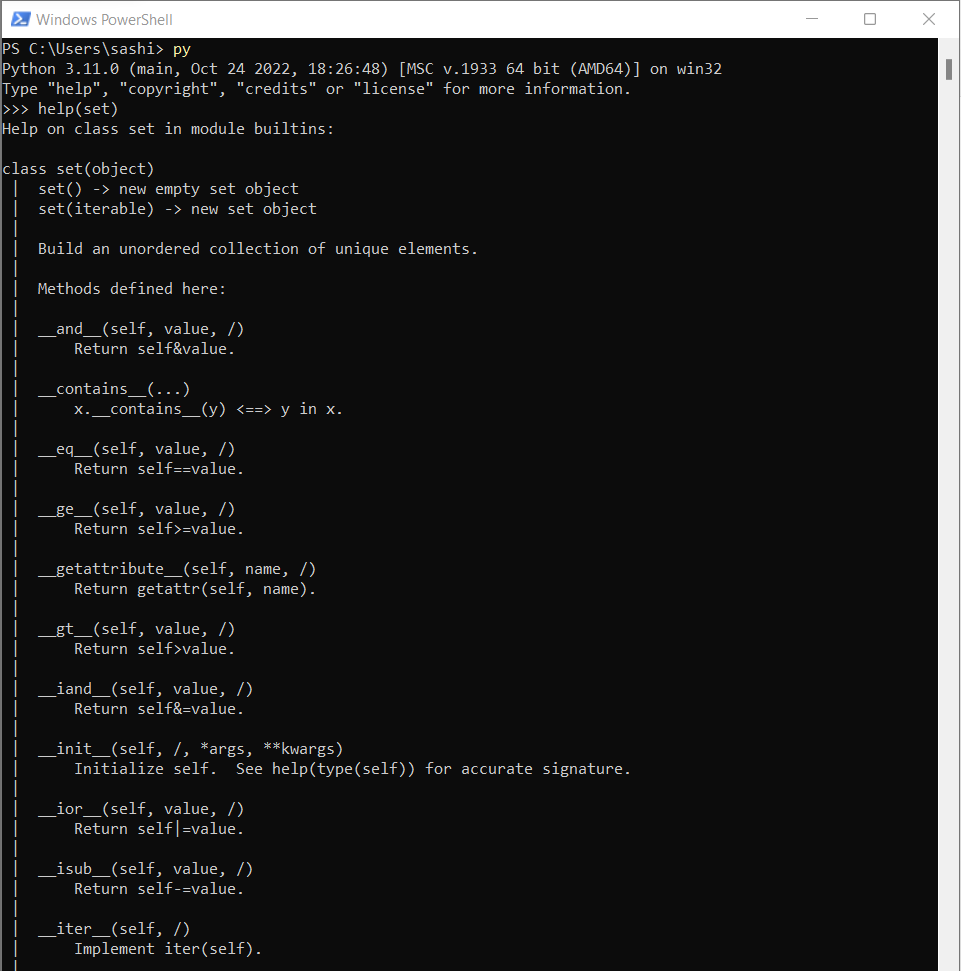 Windows PowerShell
PS C:\Users\sashi> py
Python 3.11.0 (main, Oct 24 2022, 18:26:48) [MSC v.1933 64 bit (AMD64)] on win32
Type "help", "copyright", "credits" or "license" for more information.
>>> help(set)
Help on class set in module builtins:

class set(object)
 |  set() -> new empty set object
 |  set(iterable) -> new set object
 |
 |  Build an unordered collection of unique elements.
 |
 |  Methods defined here:
 |
 |  __and__(self, value, /)
 |      Return self&value.
 |
 |  __contains__(...)
 |      x.__contains__(y) <==> y in x.
 |
 |  __eq__(self, value, /)
 |      Return self==value.
 |
 |  __ge__(self, value, /)
 |      Return self>=value.
 |
 |  __getattribute__(self, name, /)
 |      Return getattr(self, name).
 |
 |  __gt__(self, value, /)
 |      Return self>value.
 |
 |  __iand__(self, value, /)
 |      Return self&=value.
 |
 |  __init__(self, /, *args, **kwargs)
 |      Initialize self.  See help(type(self)) for accurate signature.
 |
 |  __ior__(self, value, /)
 |      Return self|=value.
 |
 |  __isub__(self, value, /)
 |      Return self-=value.
 |
 |  __iter__(self, /)
 |      Implement iter(self).
 |